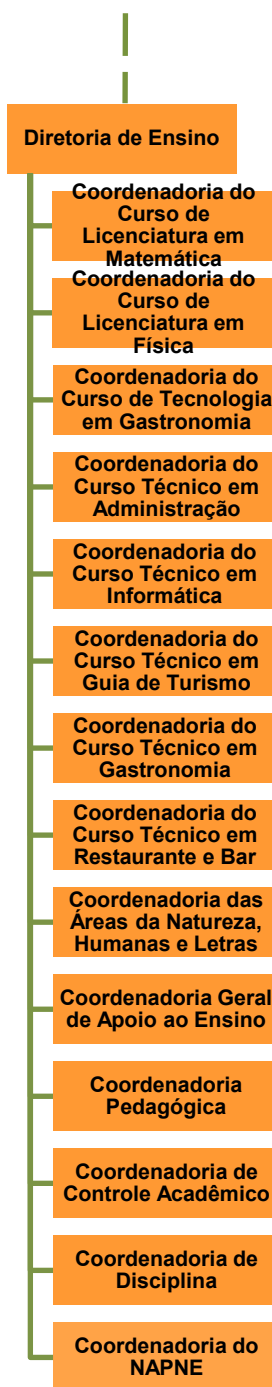 Diretoria de Ensino
Coordenadoria do
Curso de
Licenciatura em
Matemática
Coordenadoria do
Curso de
Licenciatura em
Física
Coordenadoria do
Curso de Tecnologia
em Gastronomia
Coordenadoria do
Curso Técnico em
Administração
Coordenadoria do
Curso Técnico em
Informática
Coordenadoria do
Curso Técnico em
Guia de Turismo
Coordenadoria do
Curso Técnico em
Gastronomia
Coordenadoria do
Curso Técnico em
Restaurante e Bar
Coordenadoria das
Áreas da Natureza,
Humanas e Letras
Coordenadoria Geral
de Apoio ao Ensino
Coordenadoria
Pedagógica
Coordenadoria de
Controle Acadêmico
Coordenadoria de
Disciplina
Coordenadoria do
NAPNE